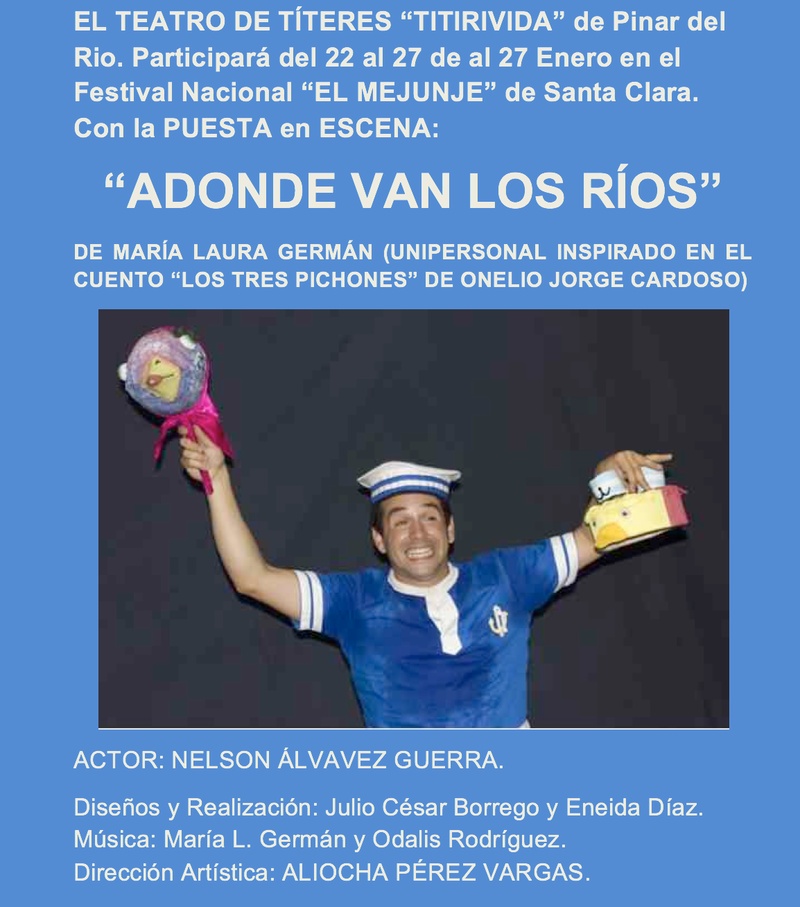 EL TEATRO DE TÍTERES “TITIRIVIDA” de Pinar del
Rio. Participará del 22 al 27 de al 27 Enero en el
Festival Nacional “EL MEJUNJE” de Santa Clara.
Con la PUESTA en ESCENA:
“ADONDE VAN LOS RÍOS”
DE MARÍA LAURA GERMÁN (UNIPERSONAL INSPIRADO EN EL
CUENTO “LOS TRES PICHONES” DE ONELIO JORGE CARDOSO)
ACTOR: NELSON ÁLVAVEZ GUERRA.
Diseños y Realización: Julio César Borrego y Eneida Díaz.
Música: María L. Germán y Odalis Rodríguez.
Dirección Artística: ALIOCHA PÉREZ VARGAS.